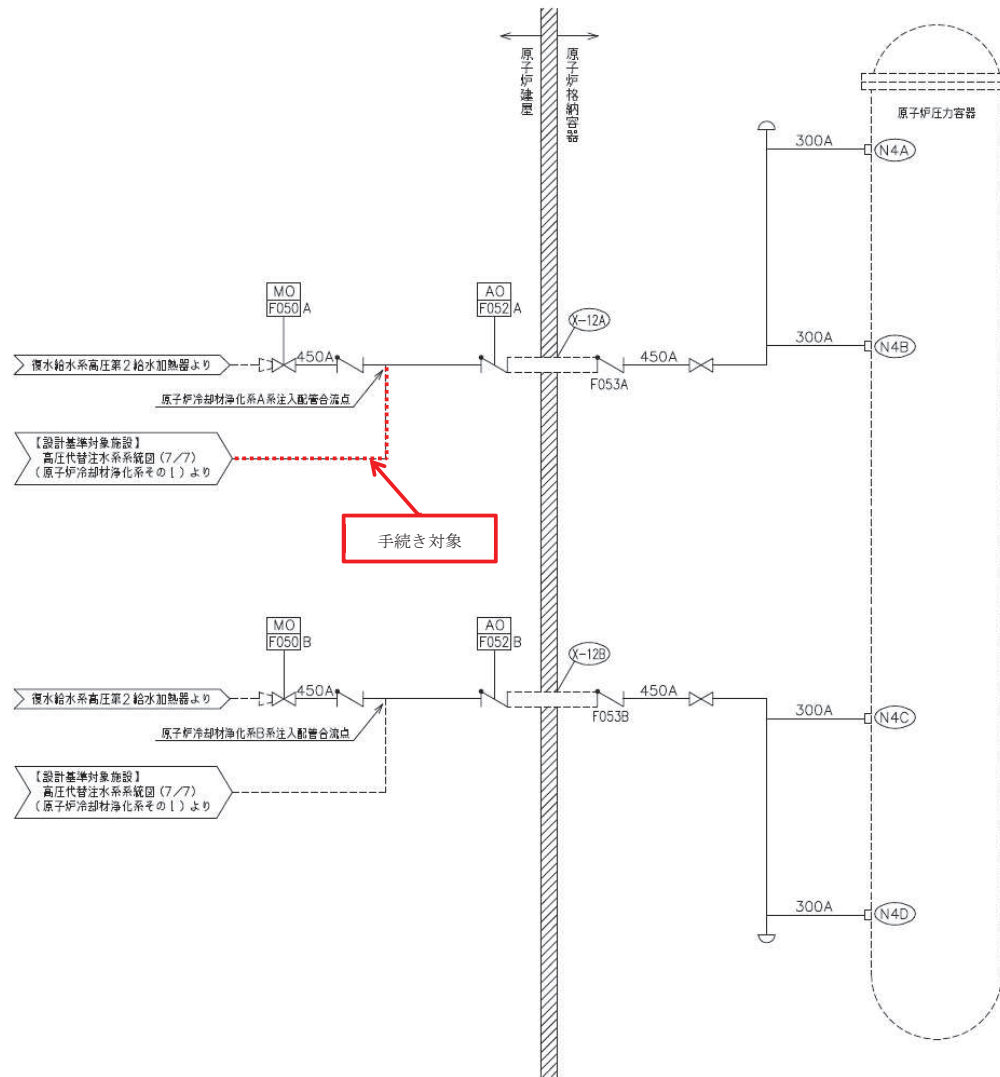 原子炉建屋
原子炉格納容器
原子炉圧力容器
300A
N4A
MO
F050 A
AO
F052 A
X-12A
300A
N4B
復水給水系高圧第2給水加熱器より
450A
450A
F053A
原子炉冷却材浄化系A系注入配管合流点
【設計基準対象施設】
高圧代替注水系系統図(7/7)
(原子炉冷却材浄化系その1)より
手続き対象
MO
F050 B
AO
F052 B
X-12B
復水給水系高圧第2給水加熱器より
450A
450A
F053B
300A
N4C
原子炉冷却材浄化系B系注入配管合流点
【設計基準対象施設】
高圧代替注水系系統図(7/7)
(原子炉冷却材浄化系その1)より
300A
N4D